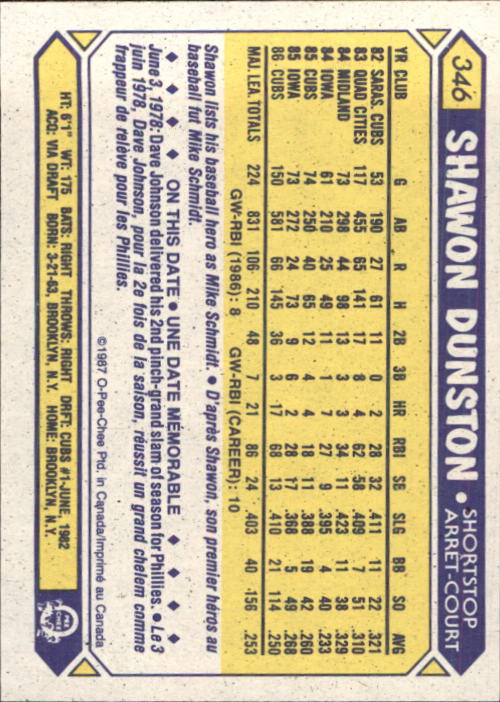 346
SHAWON DUNSTON • SHORTSTOP
ARRET-COURT
YR CLUB G AB R H 2B 3B HR RBI SB SLG BB SO AVG
82 SARAS. CUBS 53 190 27 61 11 0 2 28 32 .411 11 22 .321
83 QUAD CITIES 117 455 65 141 17 8 4 62 58 .409 7 51 .310
84 MIDLAND 73 298 44 98 13 3 3 34 11 .423 11 38 .329
84 IOWA 61 210 25 49 11 1 7 27 9 .395 4 40 .233
85 CUBS 74 250 40 65 12 4 4 18 11 .388 19 42 .260
85 IOWA 73 272 24 73 9 6 2 28 17 .368 5 49 .268
86 CUBS 150 581 66 145 36 3 17 68 13 .410 21 114 .250
MAJ. LEA. TOTALS 224 831 106 210 48 7 21 86 24 .403 40 156 .253
GW-RBI (1986): 8 GW-RBI (CAREER): 10
Shawon lists his baseball hero as Mike Schmidt. • D'après Shawon, son premier héros au
baseball fut Mike Schmidt.
♦ ♦ ♦ ♦ ON THIS DATE • UNE DATE MÉMORABLE ♦ ♦ ♦ ♦
June 3, 1978: Dave Johnson delivered his 2nd pinch-grand slam of season for Phillies. • Le 3
juin 1978, Dave Johnson, pour la 2e fois de la saison, réussit un grand chelem comme
frappeur de relève pour les Phillies.
©1987 O-Pee-Chee Ptd. in Canada/Imprimé au Canada
HT: 6'1" WT: 175 BATS: RIGHT THROWS: RIGHT DRFT: CUBS #1-JUNE, 1982
ACQ: VIA DRAFT BORN: 3-21-63, BROOKLYN, N.Y. HOME: BROOKLYN, N.Y.
O PEE CHEE